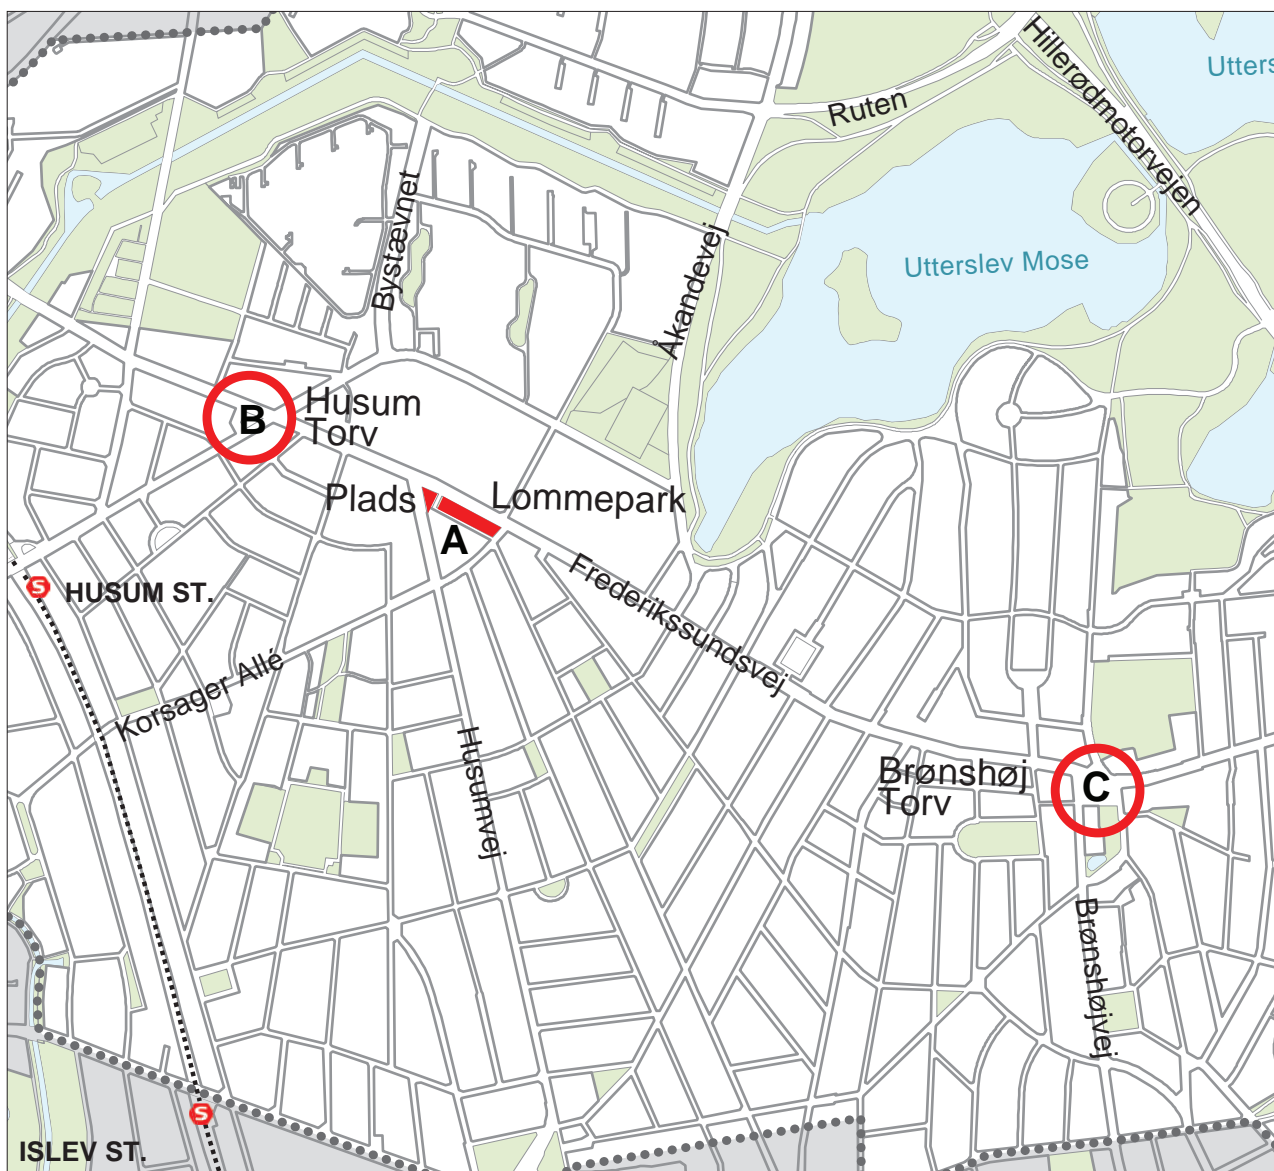 Utters
Hillerødmotorvejen
Ruten
Bystævnet
Åkandevej
Utterslev Mose
B
Husum
Torv
Plads
Lommepark
A
S
HUSUM ST.
Frederikssundsvej
Korsager Allé
Husumvej
Brønshøj
Torv
C
Brønshøjvej
S
ISLEV ST.